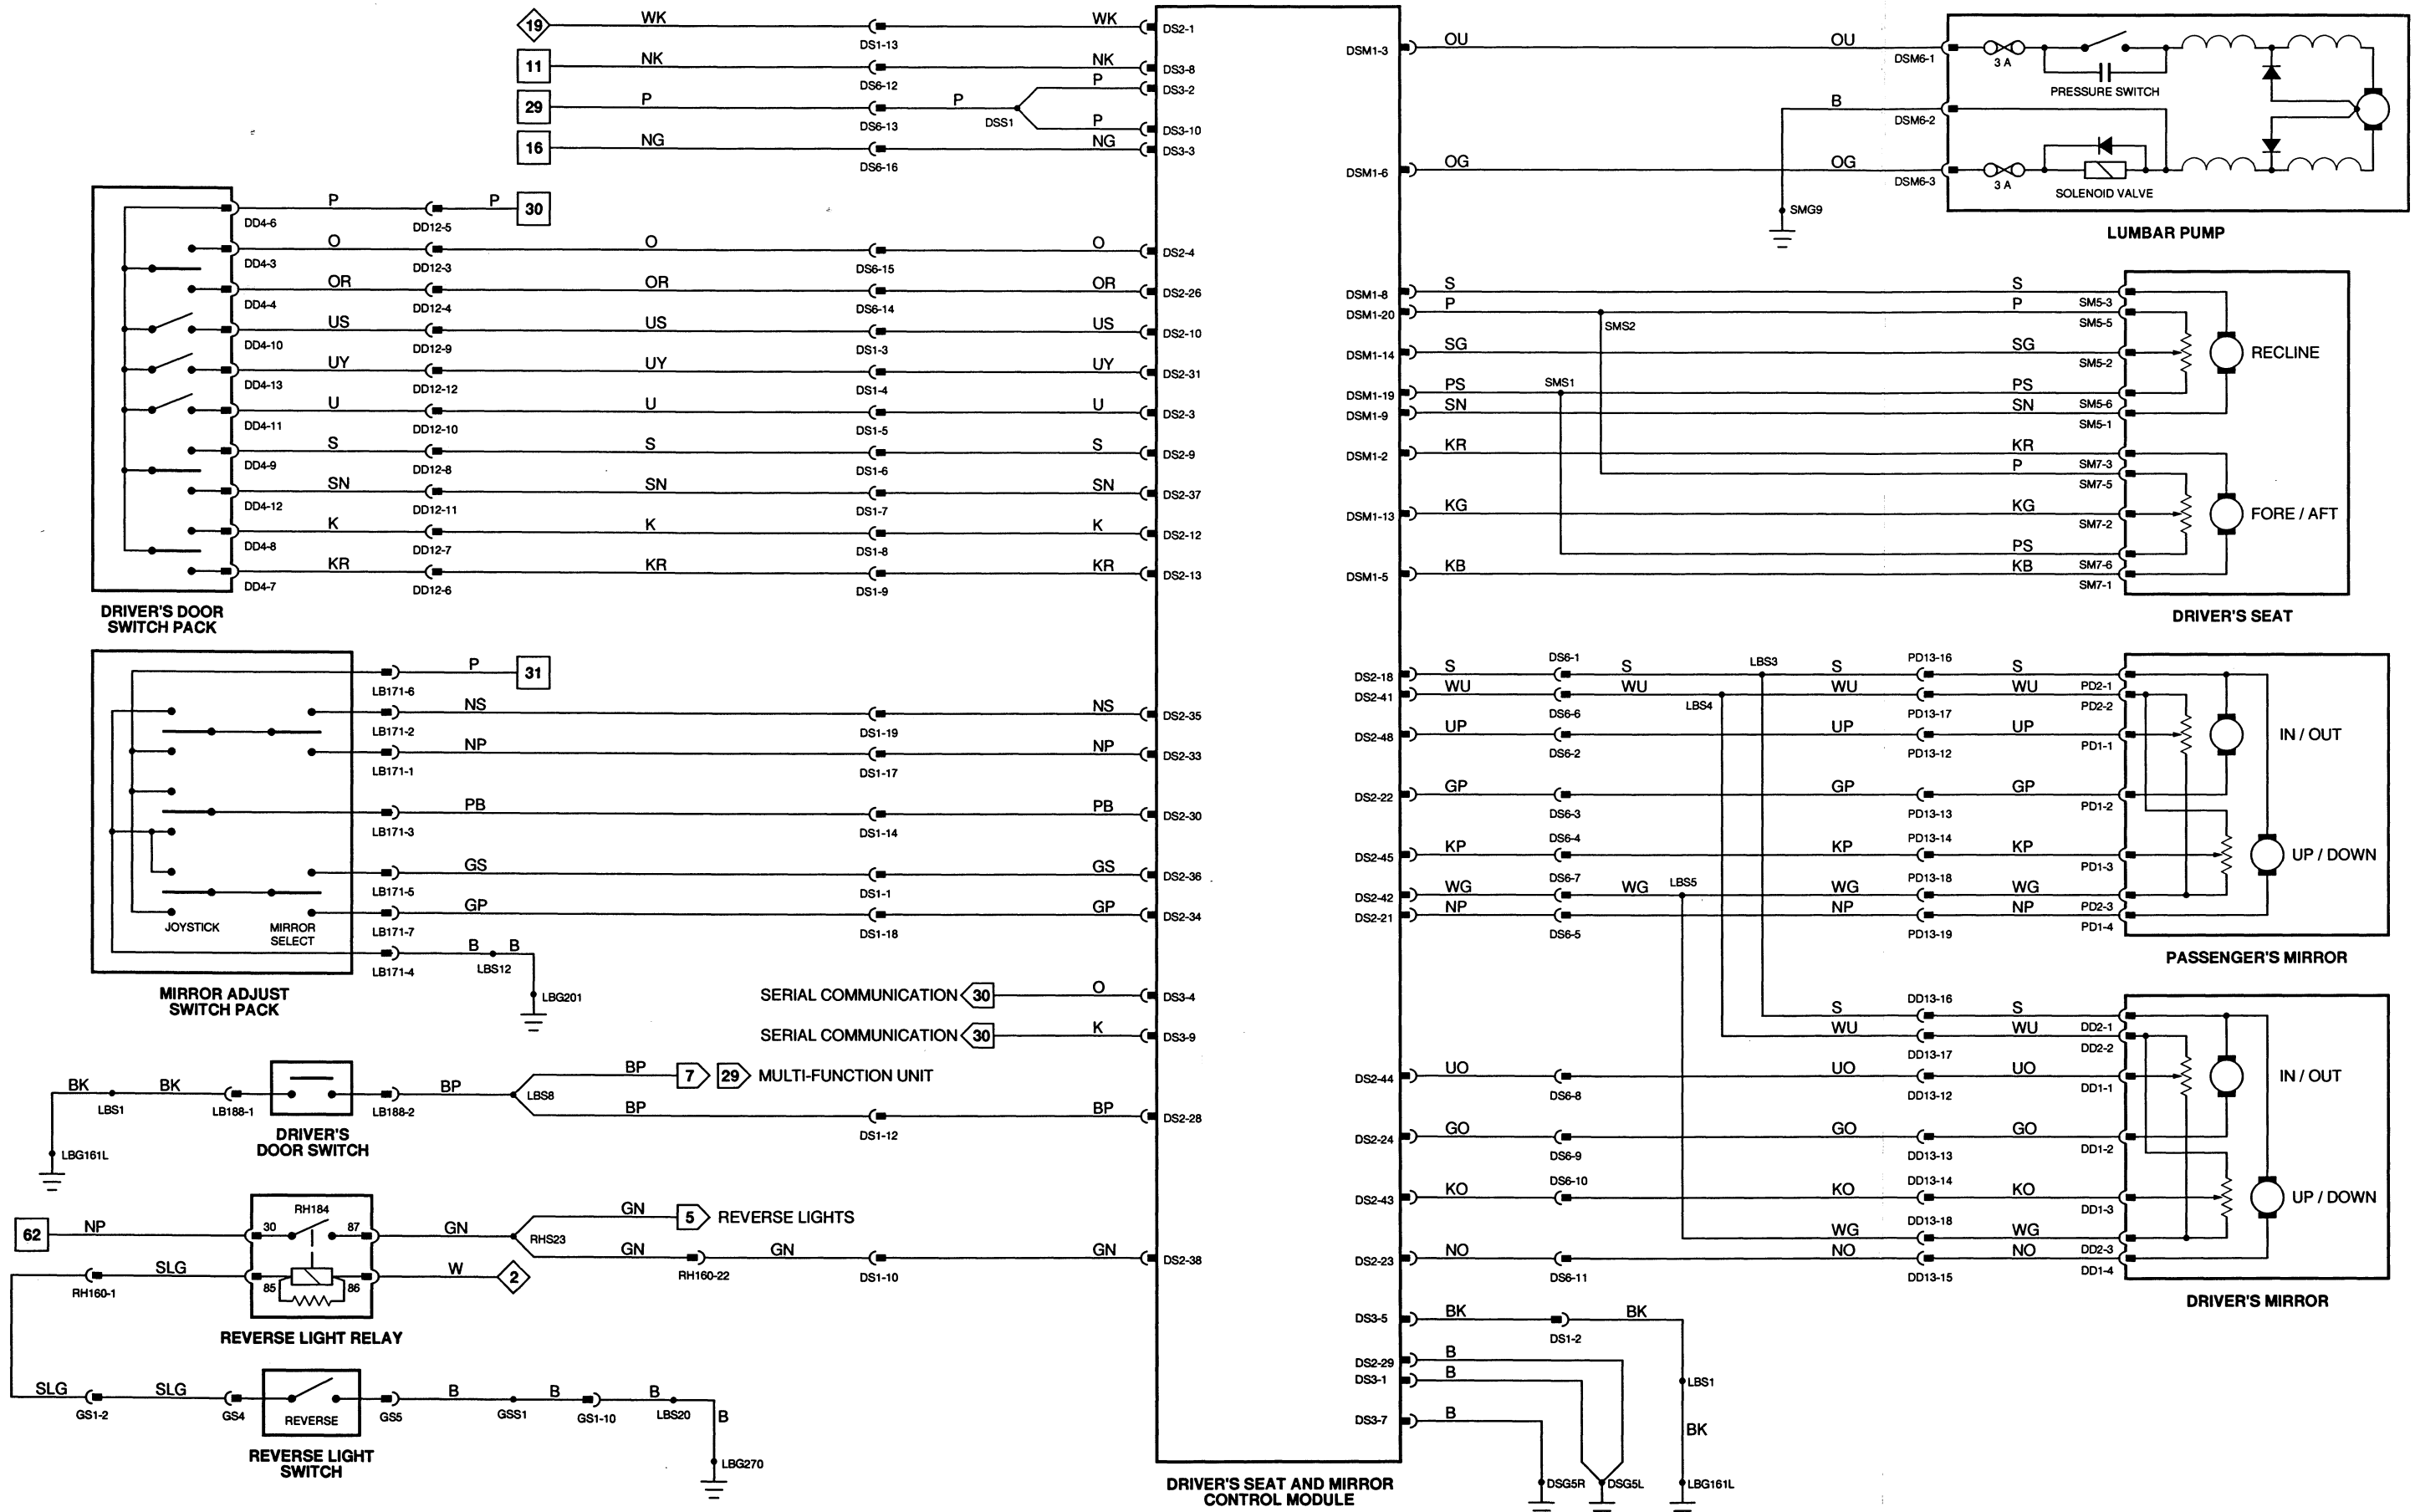 19 WK DS1-13 WK DS2-1
11 NK DS6-12 NK DS3-8
P DS3-2
29 P DS6-13 P DSS1
P DS3-10
16 NG DS6-16 NG DS3-3
DD4-6 P DD12-5 P 30
DD4-3 O DD12-3 O DS6-15 O DS2-4
DD4-4 OR DD12-4 OR DS6-14 OR DS2-26
DD4-10 US DD12-9 US DS1-3 US DS2-10
DD4-13 UY DD12-12 UY DS1-4 UY DS2-31
DD4-11 U DD12-10 U DS1-5 U DS2-3
DD4-9 S DD12-8 S DS1-6 S DS2-9
DD4-12 SN DD12-11 SN DS1-7 SN DS2-37
DD4-8 K DD12-7 K DS1-8 K DS2-12
DD4-7 KR DD12-6 KR DS1-9 KR DS2-13
DRIVER'S DOOR
SWITCH PACK
LB171-6 P 31
LB171-2 NS DS1-19 NS DS2-35
LB171-1 NP DS1-17 NP DS2-33
LB171-3 PB DS1-14 PB DS2-30
LB171-5 GS DS1-1 GS DS2-36
LB171-7 GP DS1-18 GP DS2-34
JOYSTICK
MIRROR
SELECT
LB171-4 B LBS12 B LBG201
MIRROR ADJUST
SWITCH PACK
SERIAL COMMUNICATION 30 O DS3-4
SERIAL COMMUNICATION 30 K DS3-9
BP 7 29 MULTI-FUNCTION UNIT
BK LBS1 BK LB188-1 LB188-2 BP LBS8
BP DS1-12 BP DS2-28
LBG161L
DRIVER'S
DOOR SWITCH
GN 5 REVERSE LIGHTS
62 NP 30 RH184 87 GN RHS23
GN RH160-22 GN DS1-10 GN DS2-38
RH160-1 SLG 85 86 W 2
REVERSE LIGHT RELAY
SLG GS1-2 SLG GS4 REVERSE GS5 B GSS1 B GS1-10 B LBS20 B
LBG270
REVERSE LIGHT
SWITCH
DRIVER'S SEAT AND MIRROR
CONTROL MODULE
DSM1-3 OU OU DSM6-1 3 A
PRESSURE SWITCH
B DSM6-2
DSM1-6 OG OG DSM6-3 3 A
SOLENOID VALVE
SMG9
LUMBAR PUMP
DSM1-8 S S SM5-3
DSM1-20 P SMS2 P SM5-5
DSM1-14 SG SG SM5-2 RECLINE
DSM1-19 PS SMS1 PS SM5-6
DSM1-9 SN SN SM5-1
DSM1-2 KR KR SM7-3
P SM7-5
DSM1-13 KG KG SM7-2 FORE / AFT
PS SM7-6
DSM1-5 KB KB SM7-1
DRIVER'S SEAT
DS2-18 S DS6-1 S LBS3 S PD13-16 S PD2-1
DS2-41 WU DS6-6 WU LBS4 WU PD13-17 WU PD2-2
DS2-48 UP DS6-2 UP PD13-12 UP PD1-1 IN / OUT
DS2-22 GP DS6-3 GP PD13-13 GP PD1-2
DS2-45 KP DS6-4 KP PD13-14 KP PD1-3 UP / DOWN
DS2-42 WG DS6-7 WG LBS5 WG PD13-18 WG PD2-3
DS2-21 NP DS6-5 NP PD13-19 NP PD1-4
PASSENGER'S MIRROR
S DD13-16 S DD2-1
WU DD13-17 WU DD2-2
DS2-44 UO DS6-8 UO DD13-12 UO DD1-1 IN / OUT
DS2-24 GO DS6-9 GO DD13-13 GO DD1-2
DS2-43 KO DS6-10 KO DD13-14 KO DD1-3 UP / DOWN
WG DD13-18 WG DD2-3
DS2-23 NO DS6-11 NO DD13-15 NO DD1-4
DRIVER'S MIRROR
DS3-5 BK DS1-2 BK
DS2-29 B
DS3-1 B LBS1
DS3-7 B BK
DSG5R DSG5L LBG161L